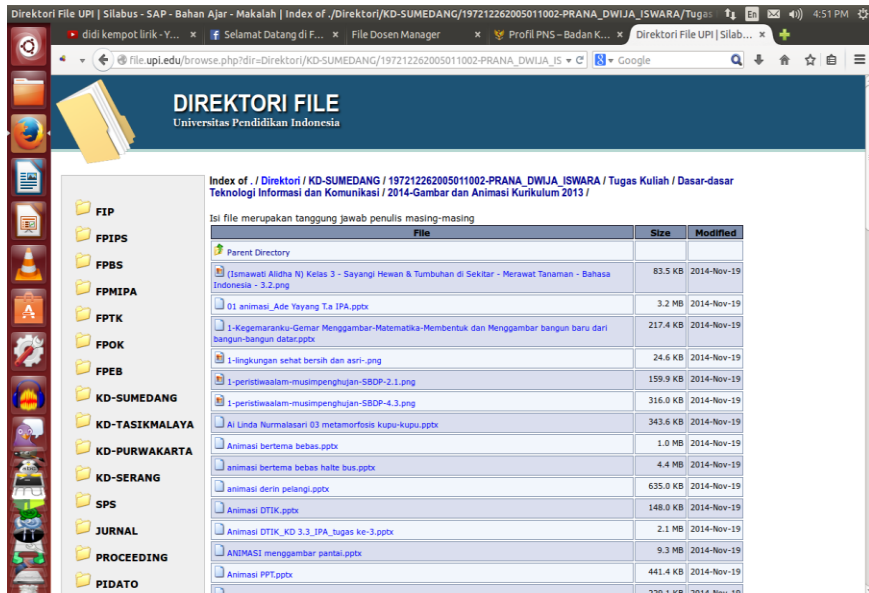 Direktori File UPI | Silabus - SAP - Bahan Ajar - Makalah | Index of ./Direktori/KD-SUMEDANG/197212262005011002-PRANA_DWIJA_ISWARA/Tugas
En
4:51 PM
didi kempot lirik - Y...
Selamat Datang di F...
File Dosen Manager
Profil PNS – Badan K...
Direktori File UPI | Silab...
file.upi.edu/browse.php?dir=Direktori/KD-SUMEDANG/197212262005011002-PRANA_DWIJA_IS
Google
DIREKTORI FILE
Universitas Pendidikan Indonesia
FIP
FPIPS
FPBS
FPMIPA
FPTK
FPOK
FPEB
KD-SUMEDANG
KD-TASIKMALAYA
KD-PURWAKARTA
KD-SERANG
SPS
JURNAL
PROCEEDING
PIDATO
Index of . / Direktori / KD-SUMEDANG / 197212262005011002-PRANA_DWIJA_ISWARA / Tugas Kuliah / Dasar-dasar
Teknologi Informasi dan Komunikasi / 2014-Gambar dan Animasi Kurikulum 2013 /
Isi file merupakan tanggung jawab penulis masing-masing
File Size Modified
Parent Directory
(Ismawati Alidha N) Kelas 3 - Sayangi Hewan & Tumbuhan di Sekitar - Merawat Tanaman - Bahasa 83.5 KB 2014-Nov-19
Indonesia - 3.2.png
01 animasi_Ade Yayang T.a IPA.pptx 3.2 MB 2014-Nov-19
1-Kegemaranku-Gemar Menggambar-Matematika-Membentuk dan Menggambar bangun baru dari 217.4 KB 2014-Nov-19
bangun-bangun datar.pptx
1-lingkungan sehat bersih dan asri-.png 24.6 KB 2014-Nov-19
1-peristiwaalam-musimpenghujan-SBDP-2.1.png 159.9 KB 2014-Nov-19
1-peristiwaalam-musimpenghujan-SBDP-4.3.png 316.0 KB 2014-Nov-19
Ai Linda Nurmalasari 03 metamorfosis kupu-kupu.pptx 343.6 KB 2014-Nov-19
Animasi bertema bebas.pptx 1.0 MB 2014-Nov-19
animasi bertema bebas halte bus.pptx 4.4 MB 2014-Nov-19
animasi derin pelangi.pptx 635.0 KB 2014-Nov-19
Animasi DTIK.pptx 148.0 KB 2014-Nov-19
Animasi DTIK_KD 3.3_IPA_tugas ke-3.pptx 2.1 MB 2014-Nov-19
ANIMASI menggambar pantai.pptx 9.3 MB 2014-Nov-19
Animasi PPT.pptx 441.4 KB 2014-Nov-19